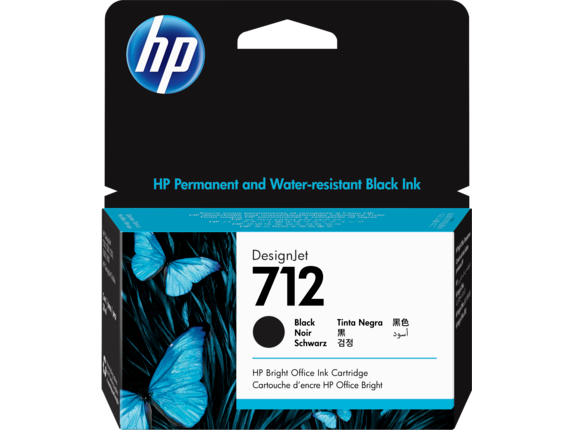 hp
HP Permanent and Water-resistant Black Ink
DesignJet
712
Black Tinta Negra 黑色
Noir 黒 أسود
Schwarz 검정
HP Bright Office Ink Cartridge
Cartouche d'encre HP Office Bright